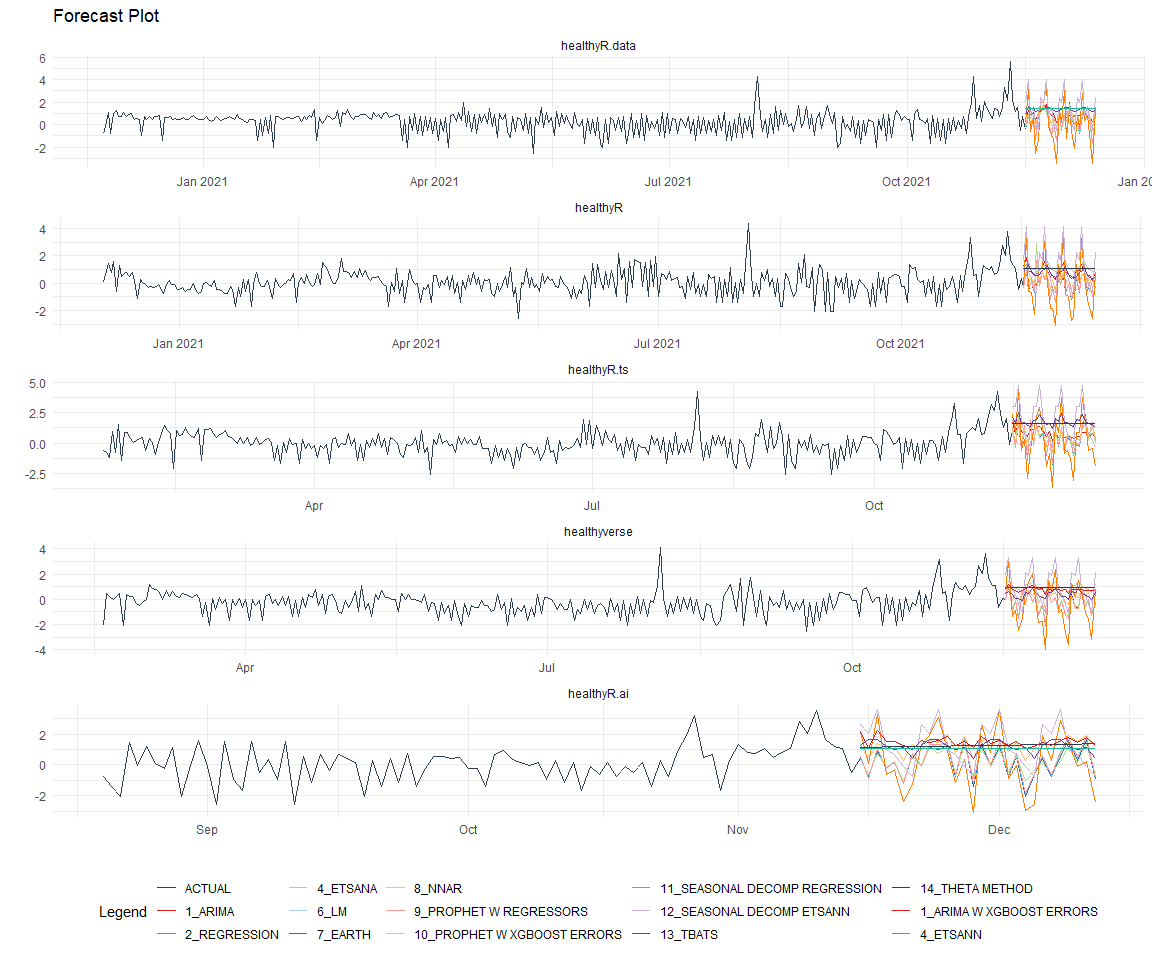 Forecast Plot
healthyR.data
6
4
2
0
-2
Jan 2021 Apr 2021 Jul 2021 Oct 2021 Jan 20
healthyR
4
2
0
-2
Jan 2021 Apr 2021 Jul 2021 Oct 2021
healthyR.ts
5.0
2.5
0.0
-2.5
Apr Jul Oct
healthyverse
4
2
0
-2
-4
Apr Jul Oct
healthyR.ai
2
0
-2
Sep Oct Nov Dec
ACTUAL 4_ETSANA 8_NNAR 11_SEASONAL DECOMP REGRESSION 14_THETA METHOD
Legend 1_ARIMA 6_LM 9_PROPHET W REGRESSORS 12_SEASONAL DECOMP ETSANN 1_ARIMA W XGBOOST ERRORS
2_REGRESSION 7_EARTH 10_PROPHET W XGBOOST ERRORS 13_TBATS 4_ETSANN